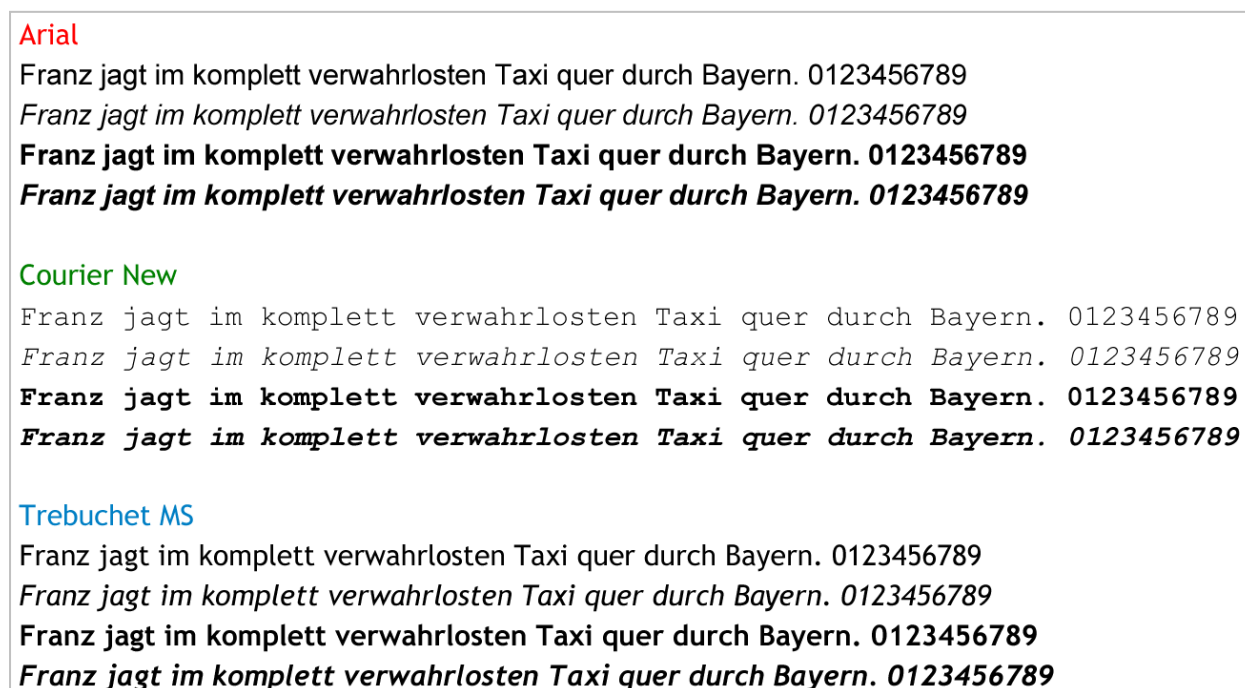 Arial
Franz jagt im komplett verwahrlosten Taxi quer durch Bayern. 0123456789
Franz jagt im komplett verwahrlosten Taxi quer durch Bayern. 0123456789
Franz jagt im komplett verwahrlosten Taxi quer durch Bayern. 0123456789
Franz jagt im komplett verwahrlosten Taxi quer durch Bayern. 0123456789
Courier New
Franz jagt im komplett verwahrlosten Taxi quer durch Bayern. 0123456789
Franz jagt im komplett verwahrlosten Taxi quer durch Bayern. 0123456789
Franz jagt im komplett verwahrlosten Taxi quer durch Bayern. 0123456789
Franz jagt im komplett verwahrlosten Taxi quer durch Bayern. 0123456789
Trebuchet MS
Franz jagt im komplett verwahrlosten Taxi quer durch Bayern. 0123456789
Franz jagt im komplett verwahrlosten Taxi quer durch Bayern. 0123456789
Franz jagt im komplett verwahrlosten Taxi quer durch Bayern. 0123456789
Franz jagt im komplett verwahrlosten Taxi quer durch Bayern. 0123456789